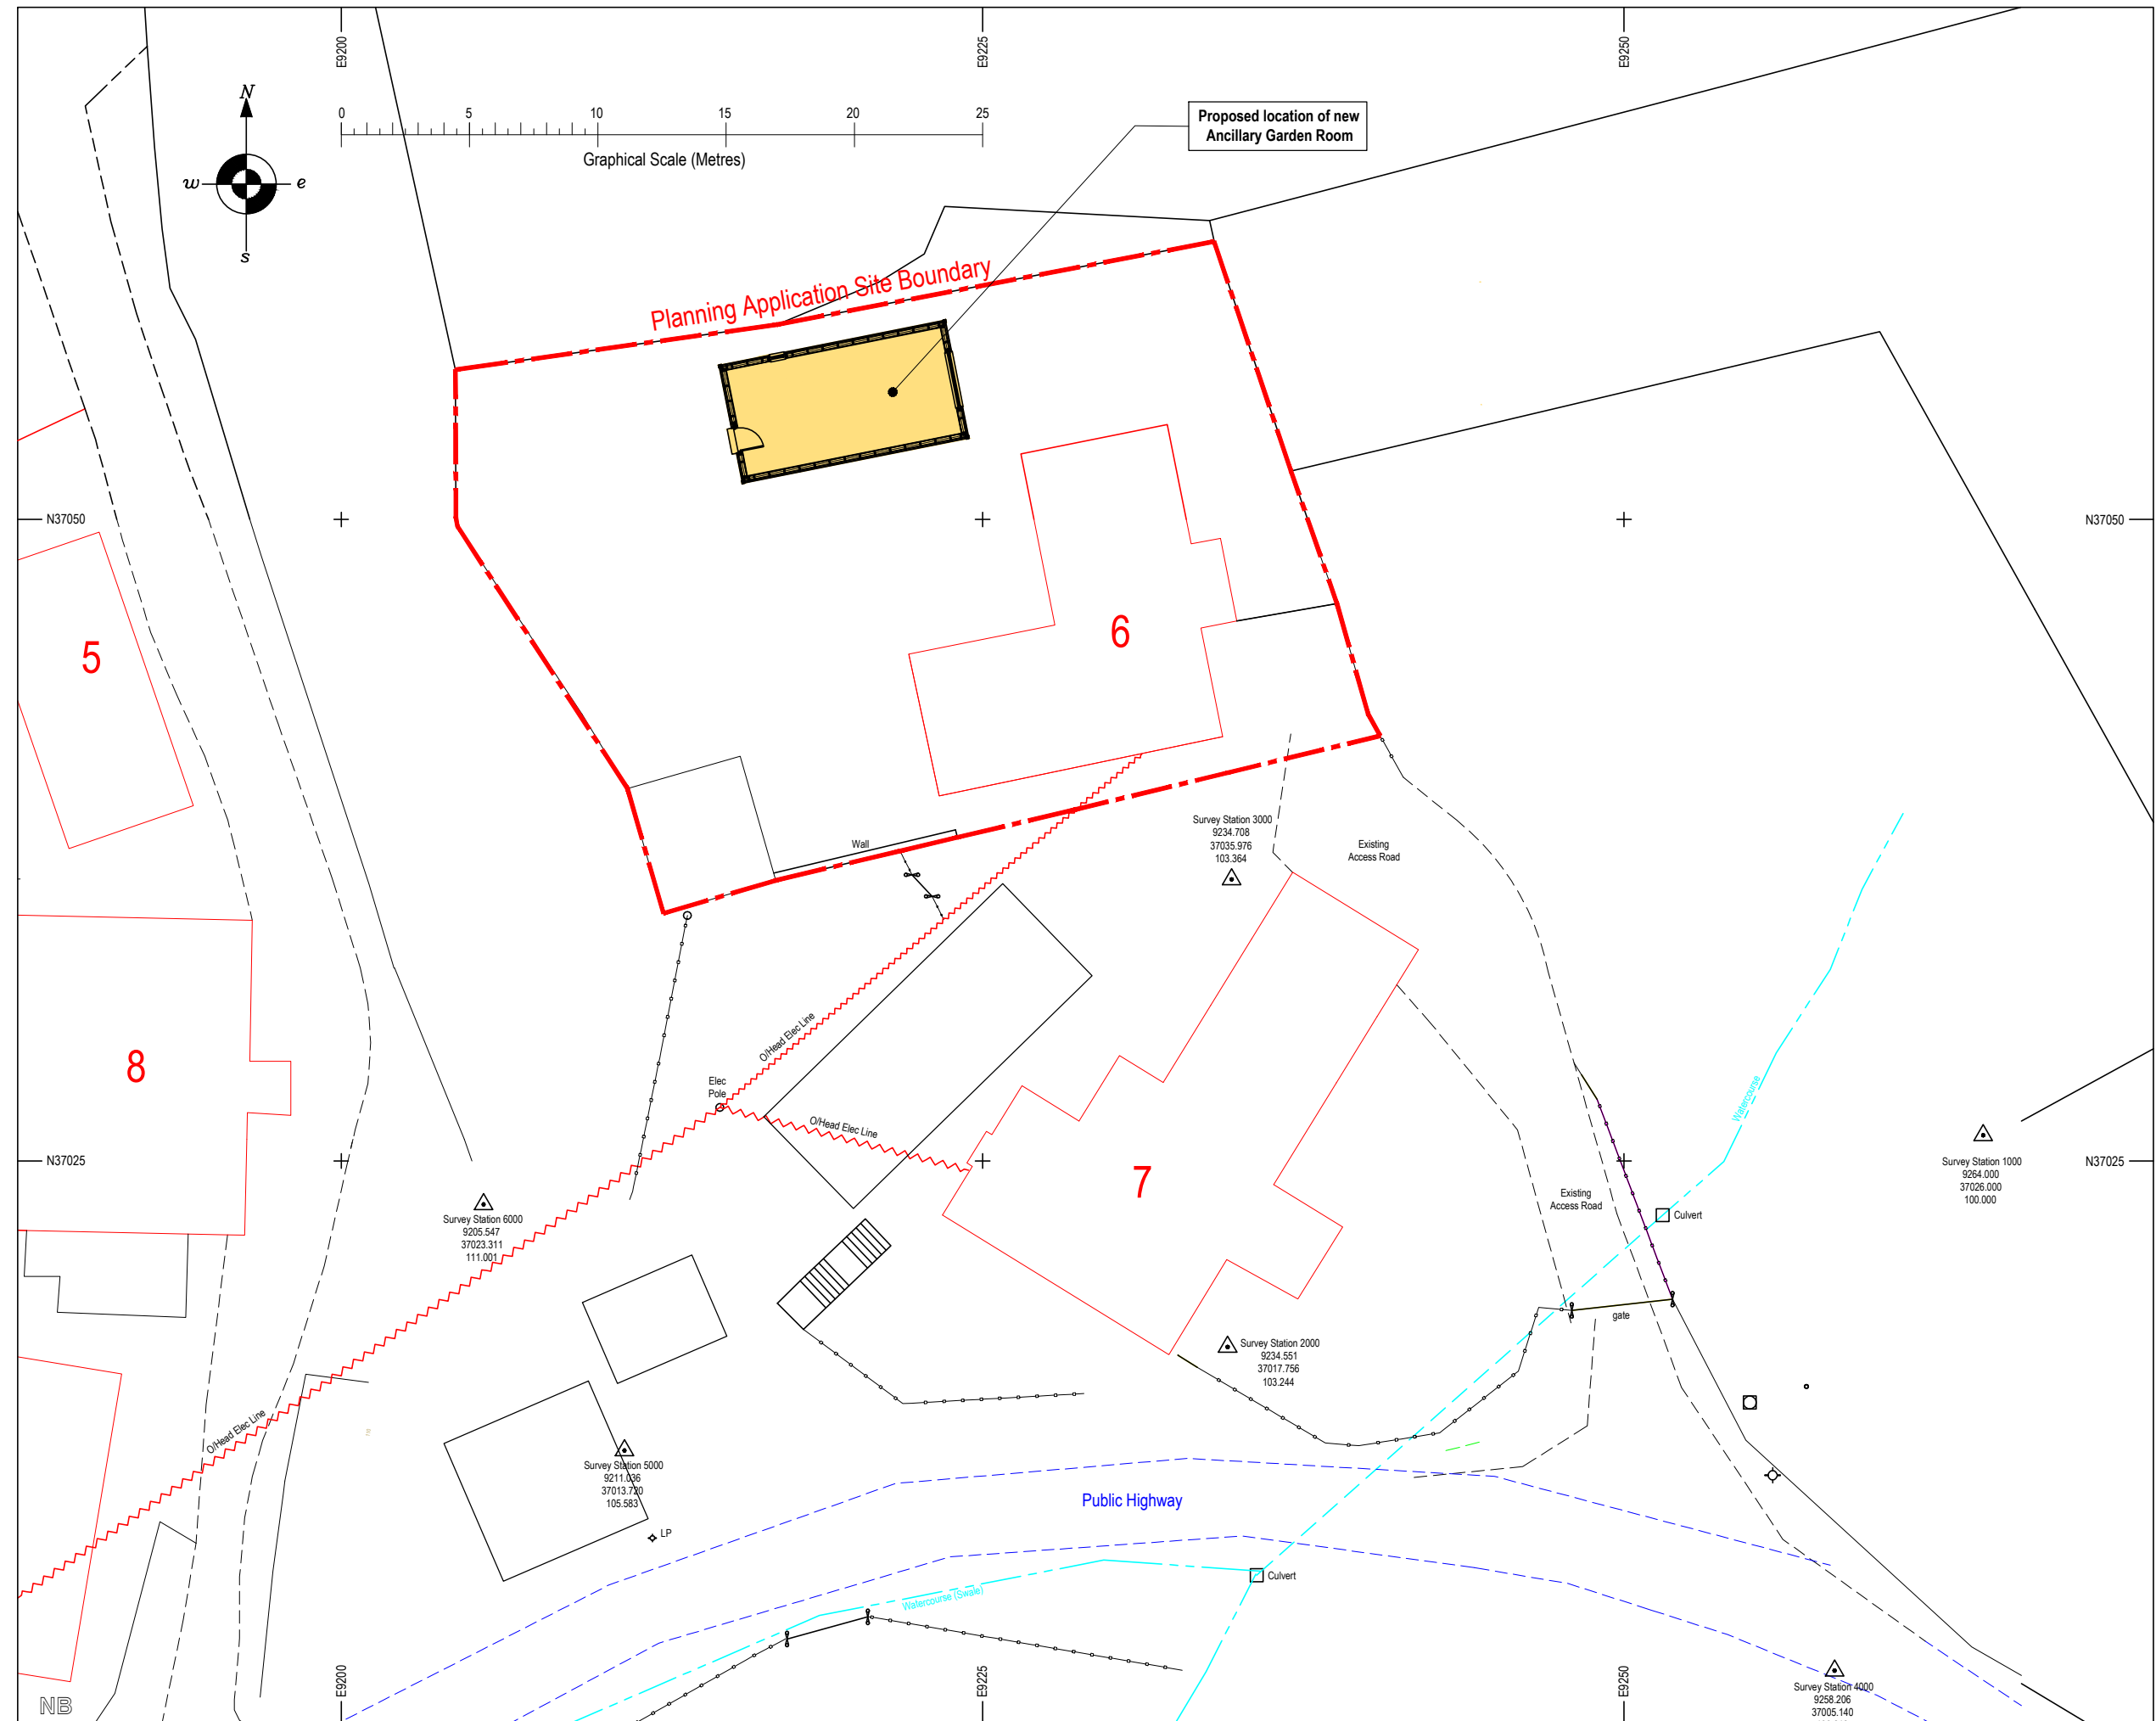 E9200
E9225
E9250
N
w
e
s
0
5
10
15
20
25
Graphical Scale (Metres)
Proposed location of new
Ancillary Garden Room
Planning Application Site Boundary
N37050
N37050
5
6
Survey Station 3000
9234.708
37035.976
103.364
Existing
Access Road
Wall
8
O/Head Elec Line
Elec
Pole
O/Head Elec Line
Watercourse
N37025
N37025
7
Survey Station 1000
9264.000
37026.000
100.000
Existing
Access Road
Culvert
Survey Station 6000
9205.547
37023.311
111.001
gate
Survey Station 2000
9234.551
37017.756
103.244
O/Head Elec Line
Survey Station 5000
9211.036
37013.720
105.583
Public Highway
LP
Culvert
Watercourse (Swale)
E9200
E9225
E9250
Survey Station 4000
9258.206
37005.140
NB